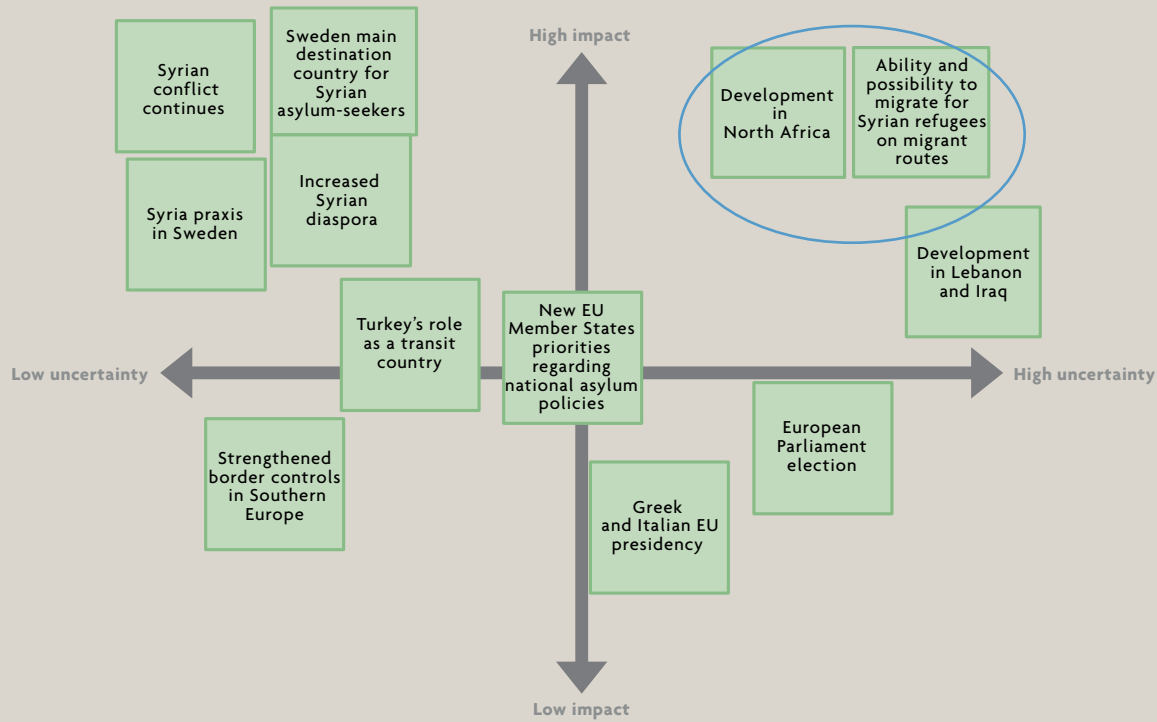 High impact
Syrian
conflict
continues
Sweden main
destination
country for
Syrian
asylum-seekers
Development
in
North Africa
Ability and
possibility to
migrate for
Syrian refugees
on migrant
routes
Syria praxis
in Sweden
Increased
Syrian
diaspora
Development
in Lebanon
and Iraq
Turkey’s role
as a transit
country
New EU
Member States
priorities
regarding
national asylum
policies
Low uncertainty
High uncertainty
Strengthened
border controls
in Southern
Europe
European
Parliament
election
Greek
and Italian EU
presidency
Low impact